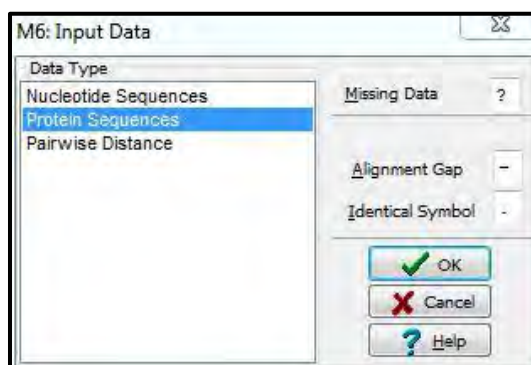 M6: Input Data
Data Type
Nucleotide Sequences
Protein Sequences
Pairwise Distance
Missing Data ?
Alignment Gap -
Identical Symbol .
OK
Cancel
? Help